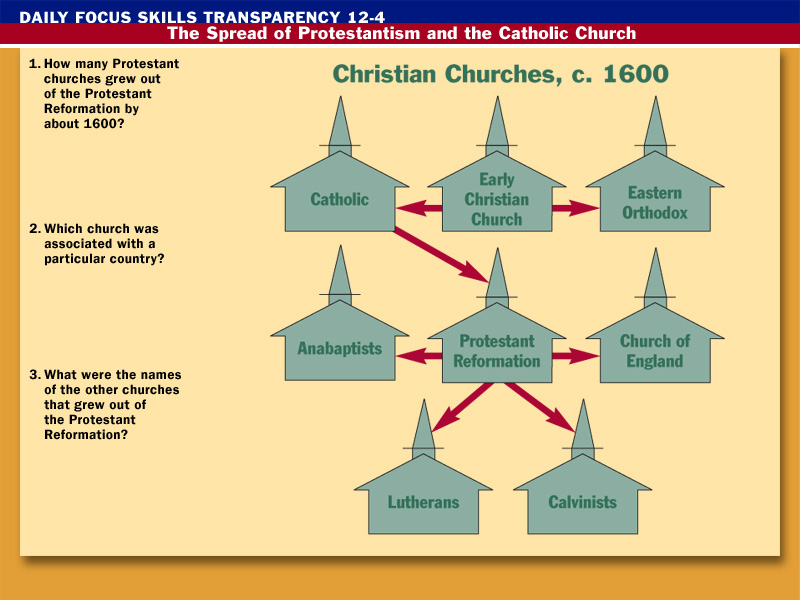 DAILY FOCUS SKILLS TRANSPARENCY 12-4
The Spread of Protestantism and the Catholic Church
1. How many Protestant
churches grew out
of the Protestant
Reformation by
about 1600?
2. Which church was
associated with a
particular country?
3. What were the names
of the other churches
that grew out of
the Protestant
Reformation?
Christian Churches, c. 1600
Catholic
Early
Christian
Church
Eastern
Orthodox
Anabaptists
Protestant
Reformation
Church of
England
Lutherans
Calvinists